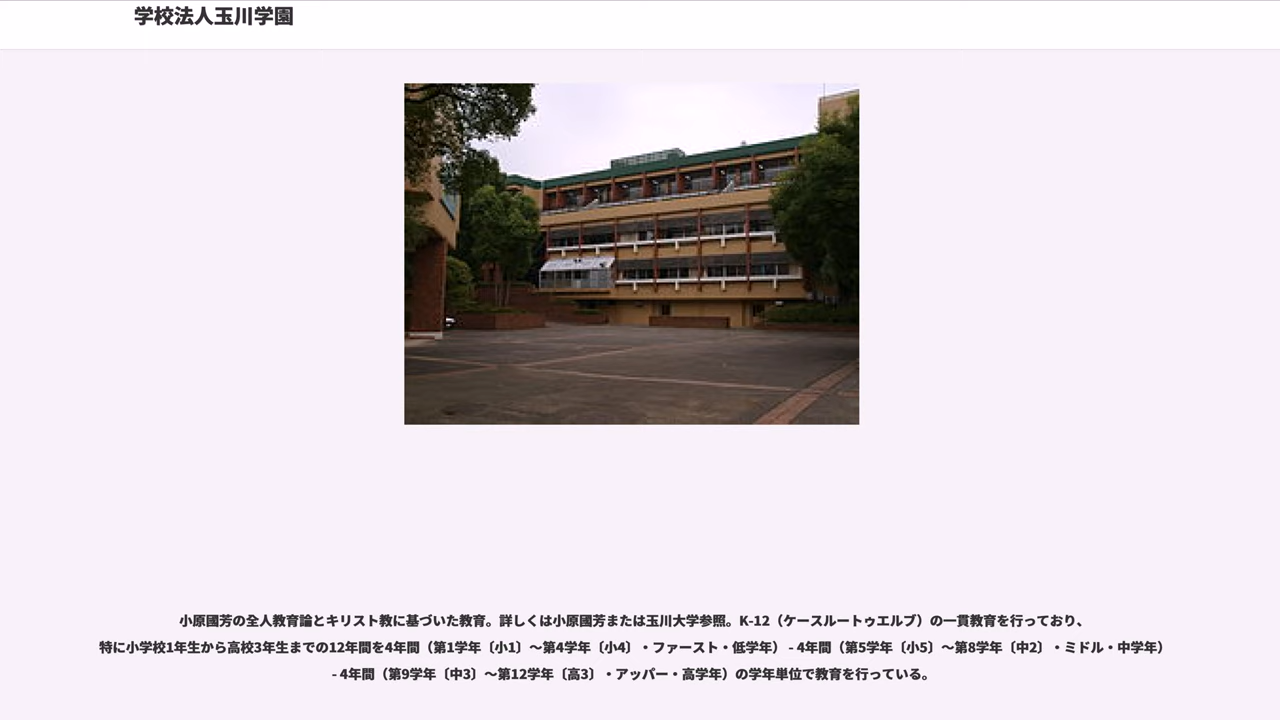 学校法人玉川学園
小原國芳の全人教育論とキリスト教に基づいた教育。詳しくは小原國芳または玉川大学参照。K-12（ケースルートゥエルブ）の一貫教育を行っており、
特に小学校1年生から高校3年生までの12年間を4年間（第1学年〔小1〕～第4学年〔小4〕・ファースト・低学年） - 4年間（第5学年〔小5〕～第8学年〔中2〕・ミドル・中学年）
- 4年間（第9学年〔中3〕～第12学年〔高3〕・アッパー・高学年）の学年単位で教育を行っている。